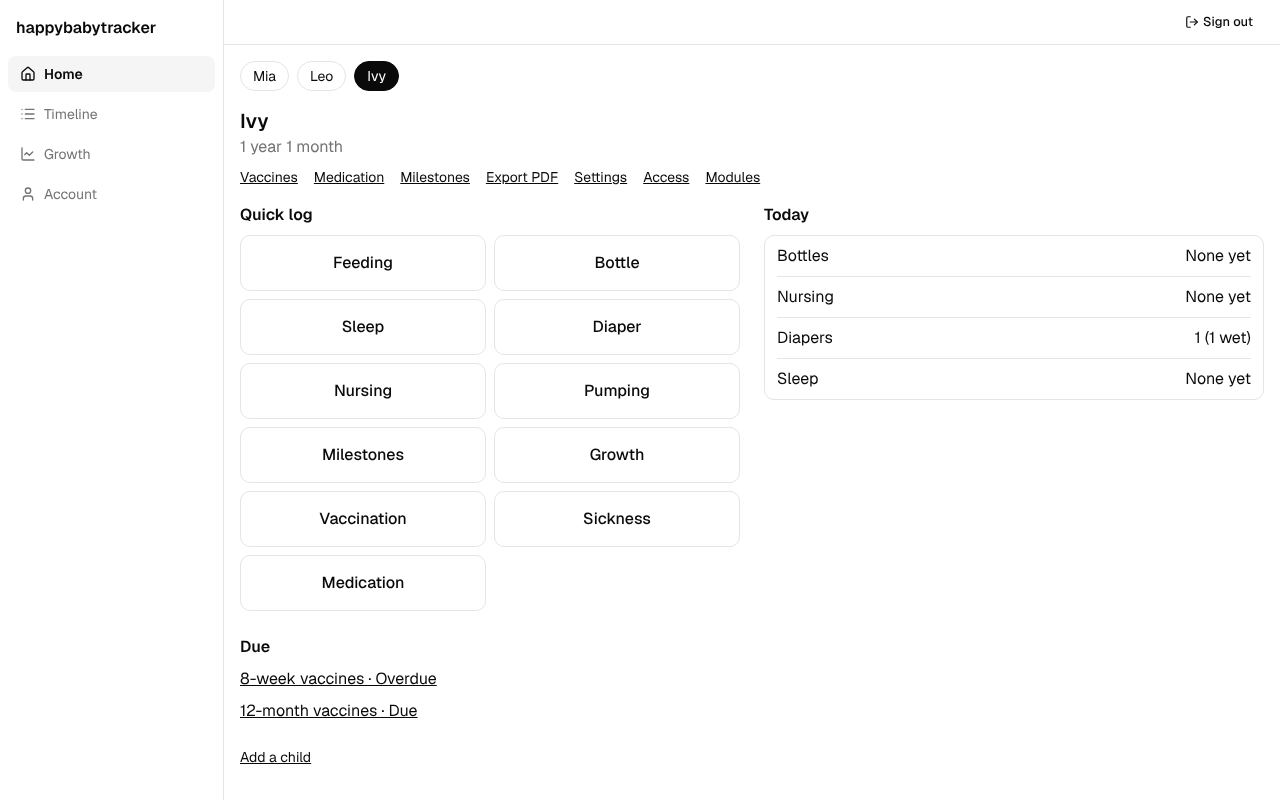 happybabytracker
Home
Timeline
Growth
Account
Sign out
Mia Leo Ivy
Ivy
1 year 1 month
Vaccines Medication Milestones Export PDF Settings Access Modules
Quick log
Feeding Bottle
Sleep Diaper
Nursing Pumping
Milestones Growth
Vaccination Sickness
Medication
Today
Bottles None yet
Nursing None yet
Diapers 1 (1 wet)
Sleep None yet
Due
8-week vaccines · Overdue
12-month vaccines · Due
Add a child